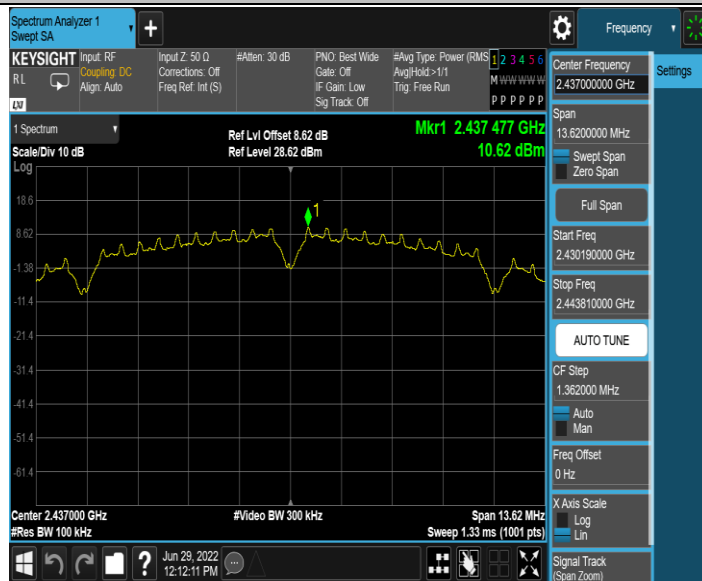 Spectrum Analyzer 1
Swept SA
Frequency
KEYSIGHT
RL
LXI
Input: RF
Coupling: DC
Align: Auto
Input Z: 50 Ω
Corrections: Off
Freq Ref: Int (S)
#Atten: 30 dB
PNO: Best Wide
Gate: Off
IF Gain: Low
Sig Track: Off
#Avg Type: Power (RMS
Avg|Hold:>1/1
Trig: Free Run
1 2 3 4 5 6
M W W W W W
P P P P P P
1 Spectrum
Scale/Div 10 dB
Ref Lvl Offset 8.62 dB
Ref Level 28.62 dBm
Mkr1 2.437 477 GHz
10.62 dBm
Log
18.6
8.62
-1.38
-11.4
-21.4
-31.4
-41.4
-51.4
-61.4
1
Center 2.437000 GHz
#Res BW 100 kHz
#Video BW 300 kHz
Span 13.62 MHz
Sweep 1.33 ms (1001 pts)
Jun 29, 2022
12:12:11 PM
Center Frequency
2.437000000 GHz
Settings
Span
13.6200000 MHz
Swept Span
Zero Span
Full Span
Start Freq
2.430190000 GHz
Stop Freq
2.443810000 GHz
AUTO TUNE
CF Step
1.362000 MHz
Auto
Man
Freq Offset
0 Hz
X Axis Scale
Log
Lin
Signal Track
(Span Zoom)